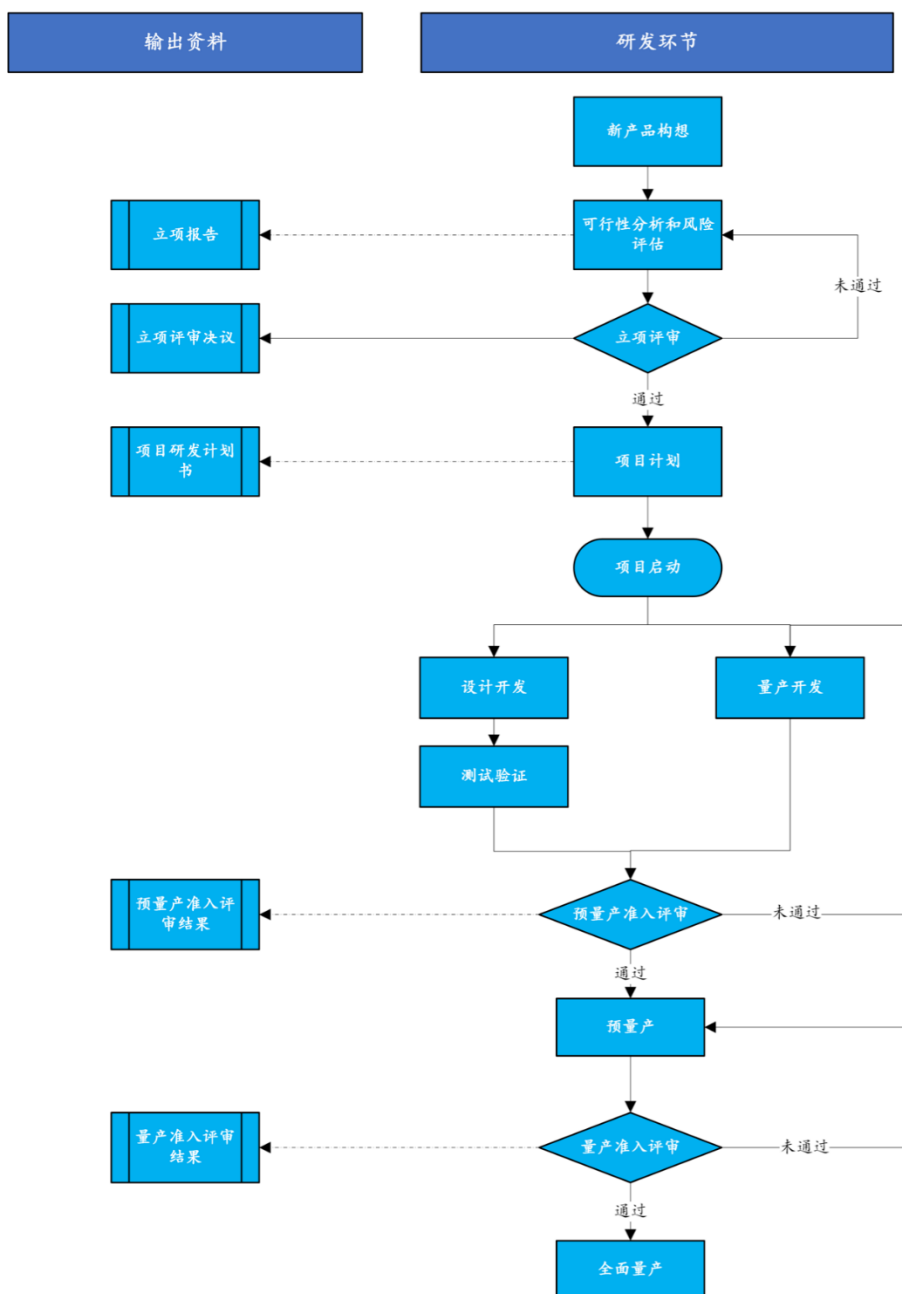 输出资料
研发环节
新产品构想
立项报告
可行性分析和风险
评估
未通过
立项评审决议
立项评审
通过
项目研发计划
书
项目计划
项目启动
设计开发
量产开发
测试验证
预量产准入评
审结果
预量产准入评审
未通过
通过
预量产
量产准入评审
结果
量产准入评审
未通过
通过
全面量产